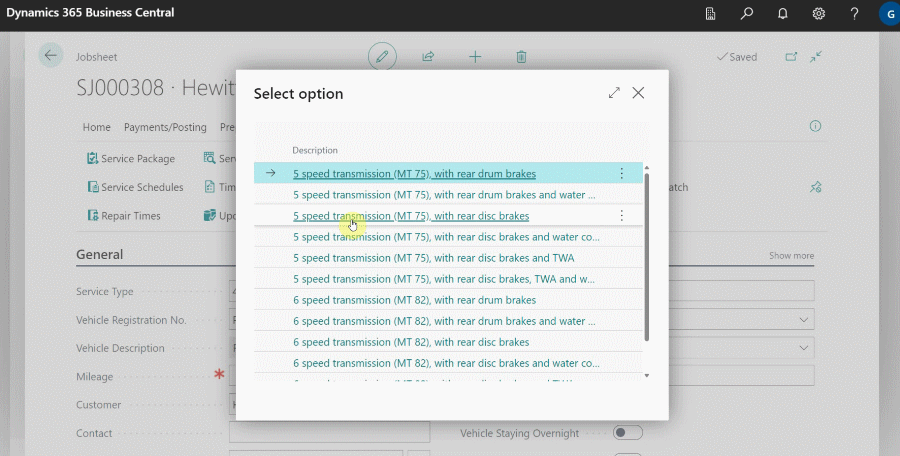 Dynamics 365 Business Central
G
Jobsheet
Saved
SJ000308 · Hewit
Home Payments/Posting Pre
Service Package
Service Schedules
Repair Times
General
Show more
Service Type
Vehicle Registration No.
Vehicle Description
Mileage
Customer
Contact
Vehicle Staying Overnight
Select option
Description
5 speed transmission (MT 75), with rear drum brakes
5 speed transmission (MT 75), with rear drum brakes and water ...
5 speed transmission (MT 75), with rear disc brakes
5 speed transmission (MT 75), with rear disc brakes and water co...
5 speed transmission (MT 75), with rear disc brakes and TWA
5 speed transmission (MT 75), with rear disc brakes, TWA and w...
6 speed transmission (MT 82), with rear drum brakes
6 speed transmission (MT 82), with rear drum brakes and water ...
6 speed transmission (MT 82), with rear disc brakes
6 speed transmission (MT 82), with rear disc brakes and water co...